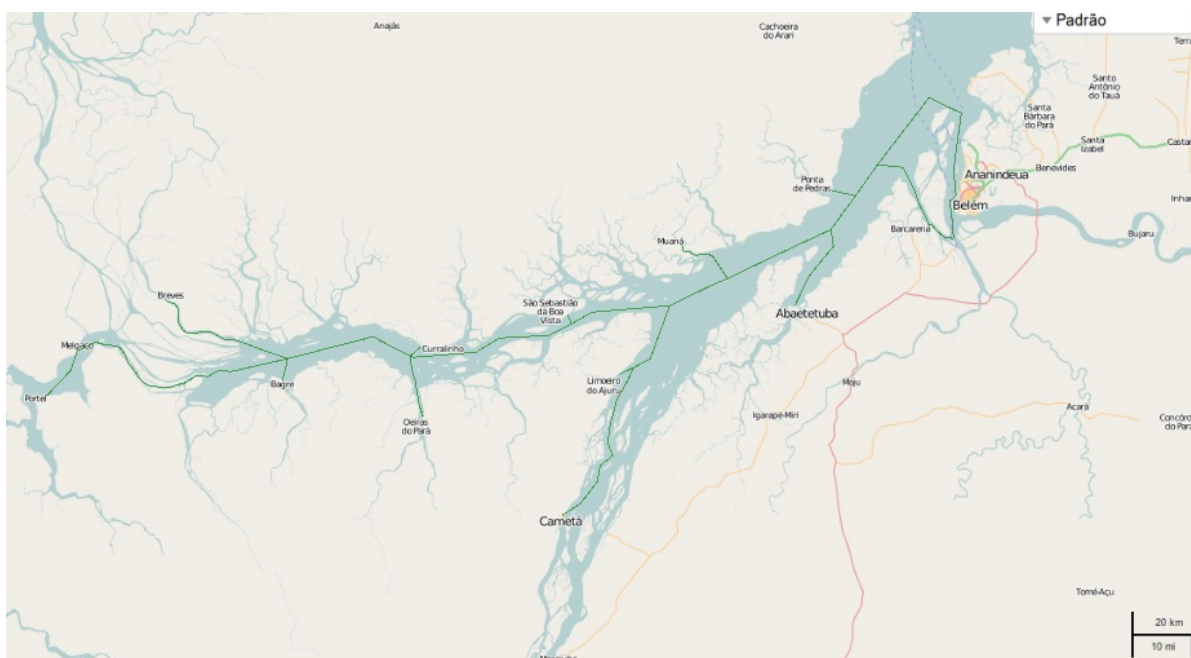 Padrão
Anajás
Cachoeira
do Arari
Santo
Antônio
do Tauá
Santa
Bárbara
do Pará
Santa
Izabel
Castan
Benevides
Ananindeua
Belém
Ponta
de Pedras
Barcarena
Bujaru
Muaná
Breves
São Sebastião
da Boa
Vista
Abaetetuba
Melgaço
Curralinho
Portel
Bagre
Limoeiro
do Ajuru
Moju
Oeiras
do Pará
Igarapé-Miri
Acará
Concórd
do Pará
Cametá
Tomé-Açu
20 km
10 mi